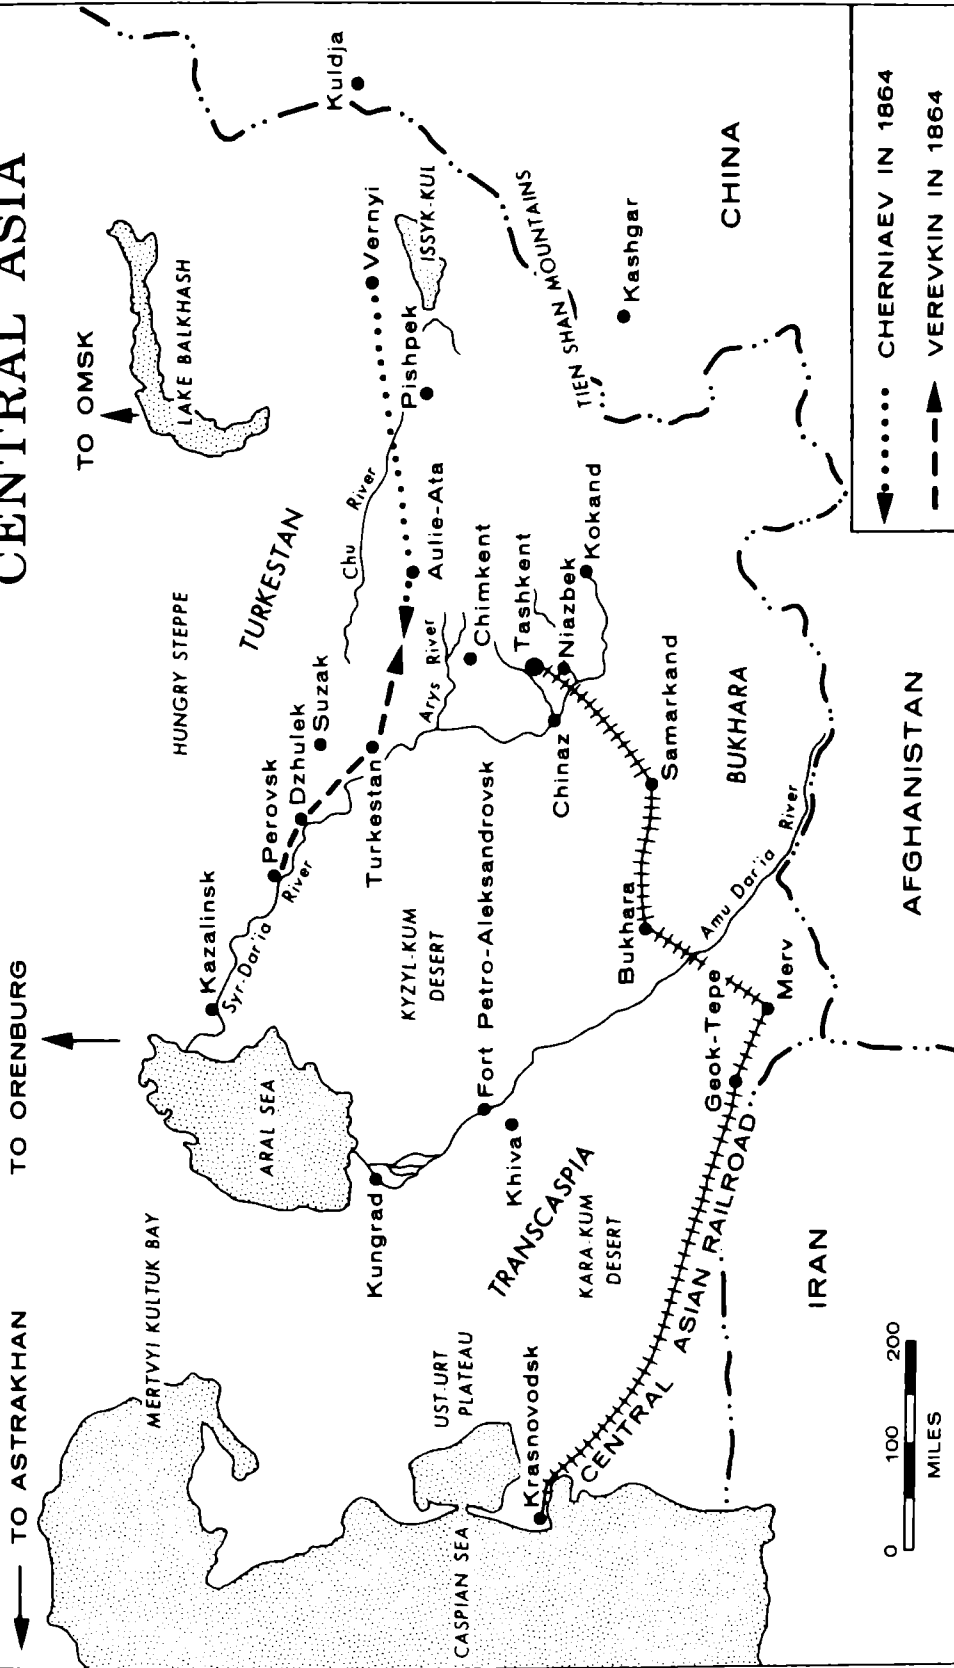 CENTRAL ASIA
TO ASTRAKHAN
TO ORENBURG
TO OMSK
MERTVYI KULTUK BAY
ARAL SEA
Kazalinsk
Syr-Dar'ia
River
Perovsk
Dzhulek
Suzak
HUNGRY STEPPE
TURKESTAN
LAKE BALKHASH
Kuldja
Chu River
Vernyi
Pishpek
ISSYK-KUL
Aulie-Ata
Turkestan
Arys River
Chimkent
Kungrad
KYZYL-KUM
DESERT
UST-URT
PLATEAU
CASPIAN SEA
Krasnovodsk
Khiva
Fort Petro-Aleksandrovsk
Chinaz
Tashkent
Niazbek
Kokand
TIEN SHAN MOUNTAINS
Kashgar
CHINA
TRANSCASPIA
KARA-KUM
DESERT
Bukhara
Samarkand
BUKHARA
Amu Dar'ia River
Geok-Tepe
Merv
CENTRAL ASIAN RAILROAD
IRAN
AFGHANISTAN
0 100 200
MILES
CHERNIAEV IN 1864
VEREVKIN IN 1864